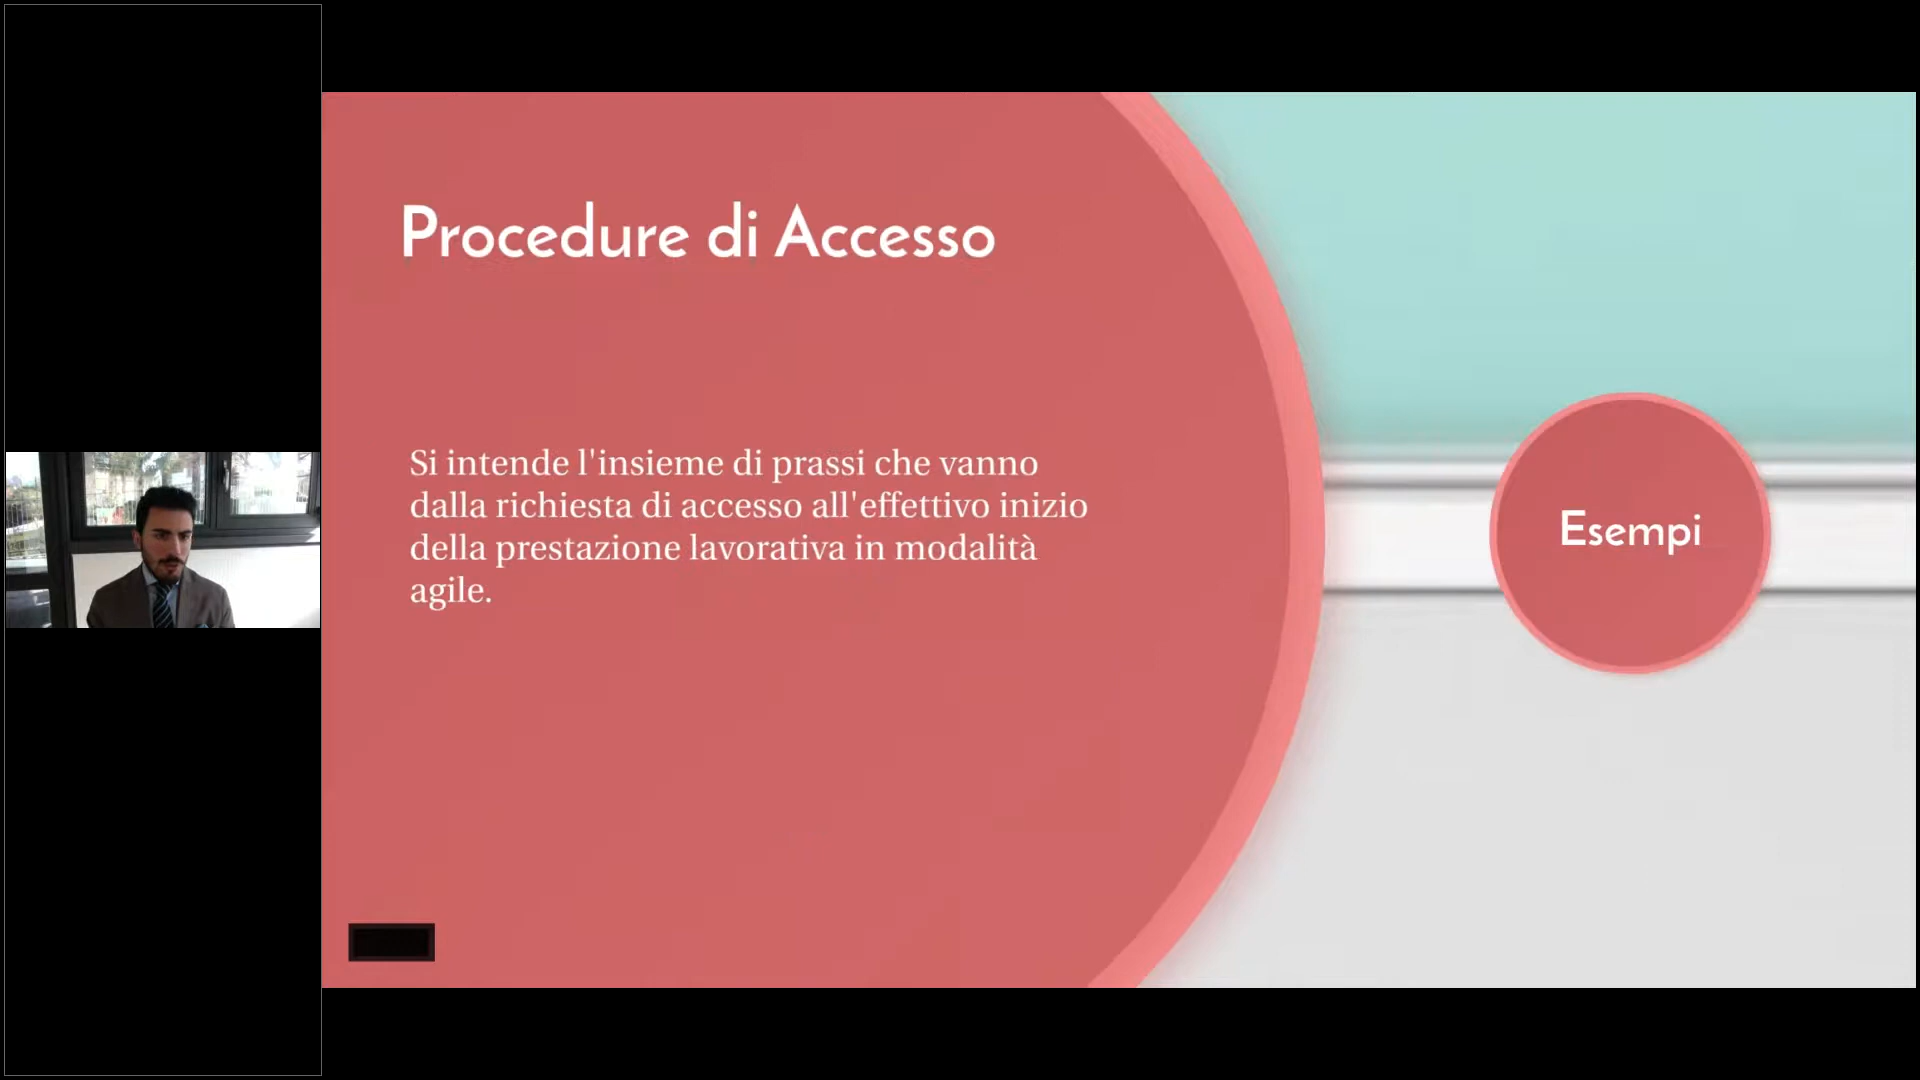 Procedure di Accesso
Si intende l'insieme di prassi che vanno
dalla richiesta di accesso all'effettivo inizio
della prestazione lavorativa in modalità
agile.
Esempi